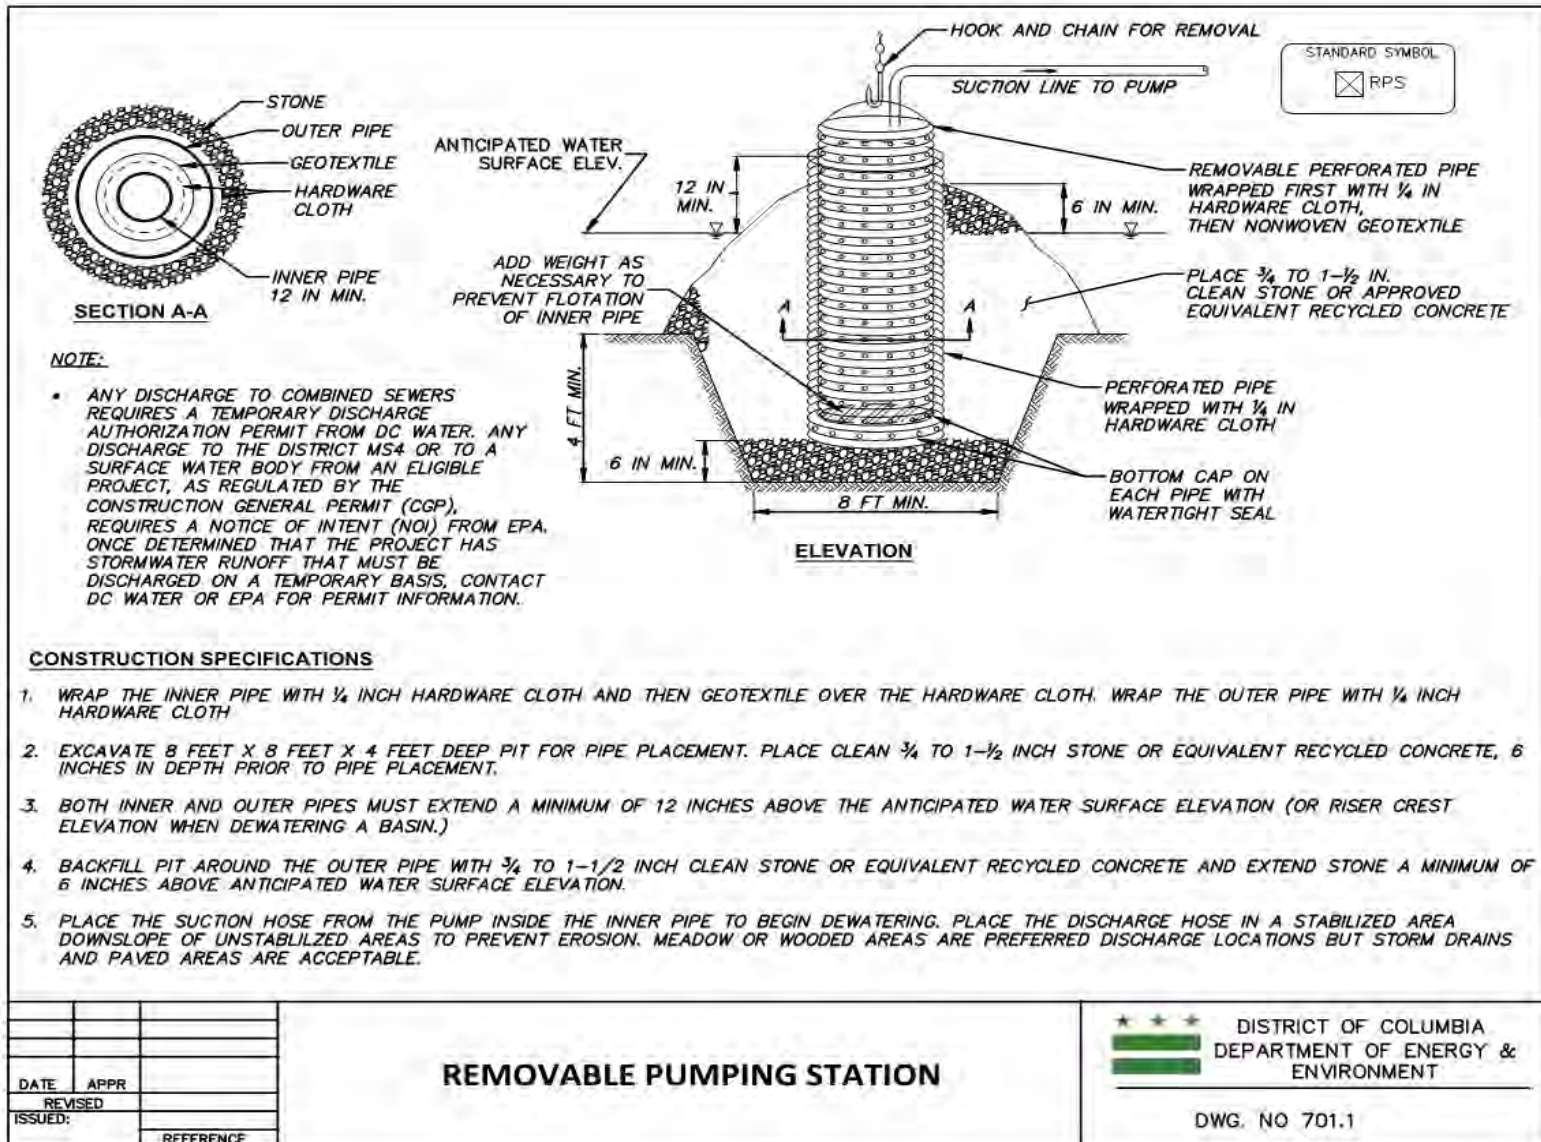 HOOK AND CHAIN FOR REMOVAL
SUCTION LINE TO PUMP
STANDARD SYMBOL
RPS
STONE
OUTER PIPE
GEOTEXTILE
HARDWARE
CLOTH
INNER PIPE
12 IN MIN.
SECTION A-A
ANTICIPATED WATER
SURFACE ELEV.
12 IN
MIN.
6 IN MIN.
REMOVABLE PERFORATED PIPE
WRAPPED FIRST WITH ¼ IN
HARDWARE CLOTH,
THEN NONWOVEN GEOTEXTILE
ADD WEIGHT AS
NECESSARY TO
PREVENT FLOTATION
OF INNER PIPE
PLACE ¾ TO 1-½ IN.
CLEAN STONE OR APPROVED
EQUIVALENT RECYCLED CONCRETE
A
A
4 FT MIN.
6 IN MIN.
8 FT MIN.
PERFORATED PIPE
WRAPPED WITH ¼ IN
HARDWARE CLOTH
BOTTOM CAP ON
EACH PIPE WITH
WATERTIGHT SEAL
ELEVATION
NOTE:
• ANY DISCHARGE TO COMBINED SEWERS
REQUIRES A TEMPORARY DISCHARGE
AUTHORIZATION PERMIT FROM DC WATER. ANY
DISCHARGE TO THE DISTRICT MS4 OR TO A
SURFACE WATER BODY FROM AN ELIGIBLE
PROJECT, AS REGULATED BY THE
CONSTRUCTION GENERAL PERMIT (CGP),
REQUIRES A NOTICE OF INTENT (NOI) FROM EPA.
ONCE DETERMINED THAT THE PROJECT HAS
STORMWATER RUNOFF THAT MUST BE
DISCHARGED ON A TEMPORARY BASIS, CONTACT
DC WATER OR EPA FOR PERMIT INFORMATION.
CONSTRUCTION SPECIFICATIONS
1. WRAP THE INNER PIPE WITH ¼ INCH HARDWARE CLOTH AND THEN GEOTEXTILE OVER THE HARDWARE CLOTH. WRAP THE OUTER PIPE WITH ¼ INCH
HARDWARE CLOTH
2. EXCAVATE 8 FEET X 8 FEET X 4 FEET DEEP PIT FOR PIPE PLACEMENT. PLACE CLEAN ¾ TO 1-½ INCH STONE OR EQUIVALENT RECYCLED CONCRETE, 6
INCHES IN DEPTH PRIOR TO PIPE PLACEMENT.
3. BOTH INNER AND OUTER PIPES MUST EXTEND A MINIMUM OF 12 INCHES ABOVE THE ANTICIPATED WATER SURFACE ELEVATION (OR RISER CREST
ELEVATION WHEN DEWATERING A BASIN.)
4. BACKFILL PIT AROUND THE OUTER PIPE WITH ¾ TO 1-1/2 INCH CLEAN STONE OR EQUIVALENT RECYCLED CONCRETE AND EXTEND STONE A MINIMUM OF
6 INCHES ABOVE ANTICIPATED WATER SURFACE ELEVATION.
5. PLACE THE SUCTION HOSE FROM THE PUMP INSIDE THE INNER PIPE TO BEGIN DEWATERING. PLACE THE DISCHARGE HOSE IN A STABILIZED AREA
DOWNSLOPE OF UNSTABLILZED AREAS TO PREVENT EROSION. MEADOW OR WOODED AREAS ARE PREFERRED DISCHARGE LOCATIONS BUT STORM DRAINS
AND PAVED AREAS ARE ACCEPTABLE.
DATE APPR
REVISED
ISSUED:
REFERENCE
REMOVABLE PUMPING STATION
DISTRICT OF COLUMBIA
DEPARTMENT OF ENERGY &
ENVIRONMENT
DWG. NO 701.1